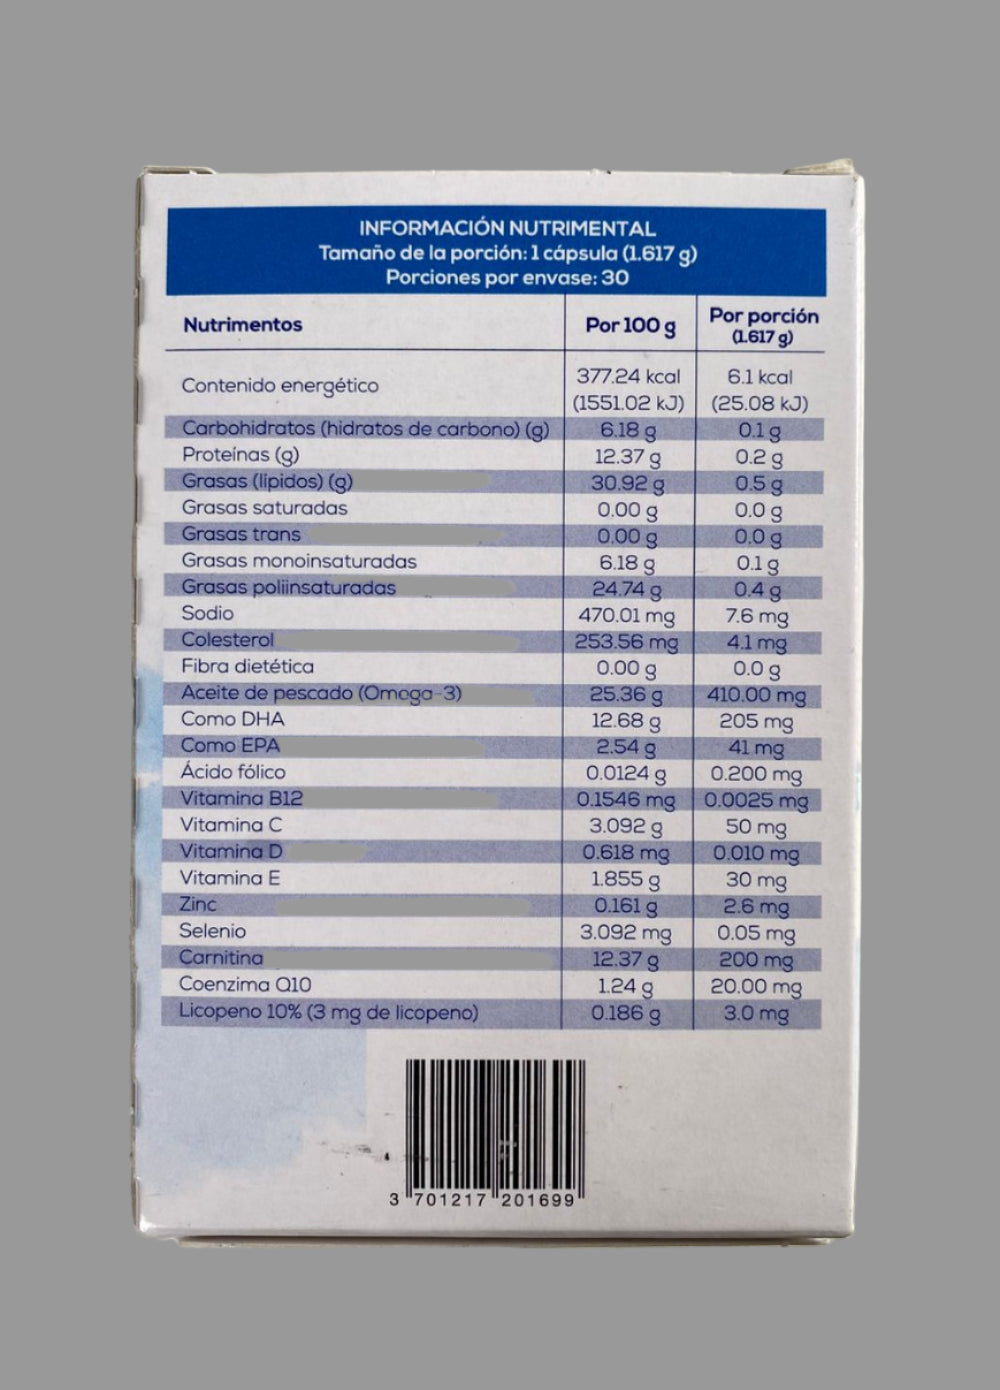 INFORMACIÓN NUTRIMENTAL
Tamaño de la porción: 1 cápsula (1.617 g)
Porciones por envase: 30
Nutrimentos Por 100 g Por porción (1.617 g)
Contenido energético 377.24 kcal (1551.02 kJ) 6.1 kcal (25.08 kJ)
Carbohidratos (hidratos de carbono) (g) 6.18 g 0.1 g
Proteínas (g) 12.37 g 0.2 g
Grasas (lípidos) (g) 30.92 g 0.5 g
Grasas saturadas 0.00 g 0.0 g
Grasas trans 0.00 g 0.0 g
Grasas monoinsaturadas 6.18 g 0.1 g
Grasas poliinsaturadas 24.74 g 0.4 g
Sodio 470.01 mg 7.6 mg
Colesterol 253.56 mg 4.1 mg
Fibra dietética 0.00 g 0.0 g
Aceite de pescado (Omega-3) 25.36 g 410.00 mg
Como DHA 12.68 g 205 mg
Como EPA 2.54 g 41 mg
Ácido fólico 0.0124 g 0.200 mg
Vitamina B12 0.1546 mg 0.0025 mg
Vitamina C 3.092 g 50 mg
Vitamina D 0.618 mg 0.010 mg
Vitamina E 1.855 g 30 mg
Zinc 0.161 g 2.6 mg
Selenio 3.092 mg 0.05 mg
Carnitina 12.37 g 200 mg
Coenzima Q10 1.24 g 20.00 mg
Licopeno 10% (3 mg de licopeno) 0.186 g 3.0 mg
3 701217 201699